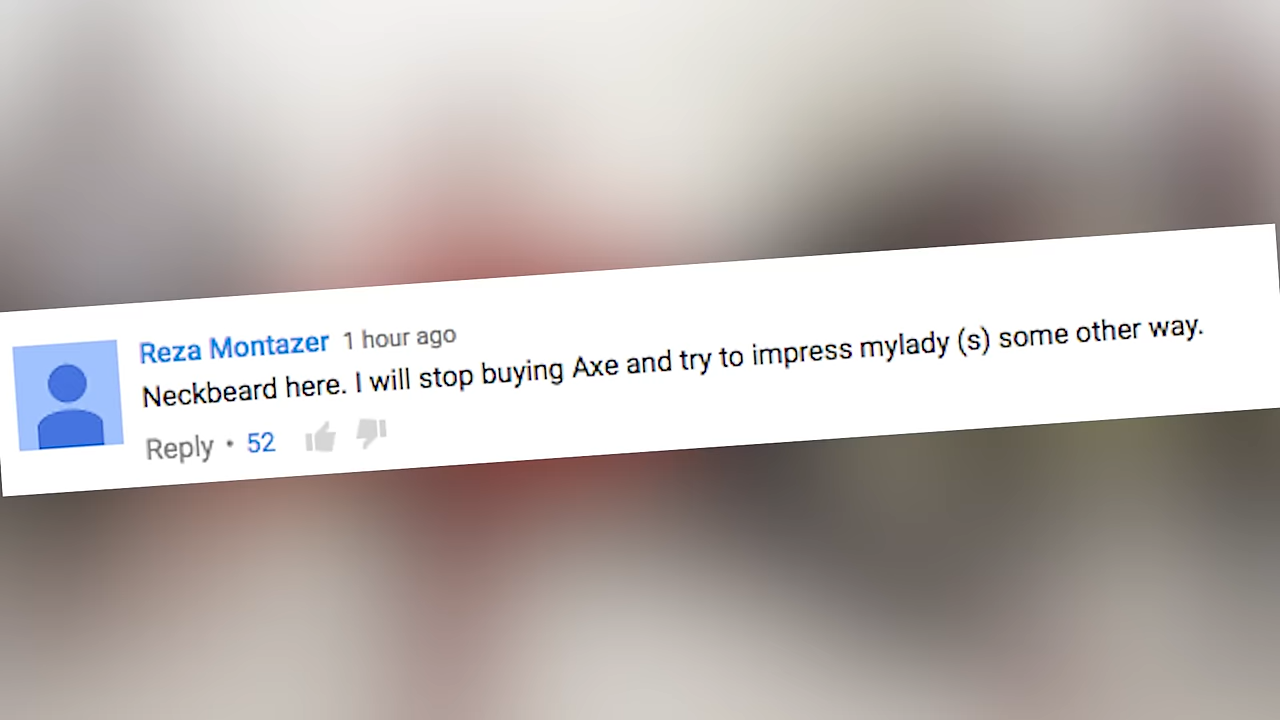 Reza Montazer 1 hour ago
Neckbeard here. I will stop buying Axe and try to impress mylady (s) some other way.
Reply • 52